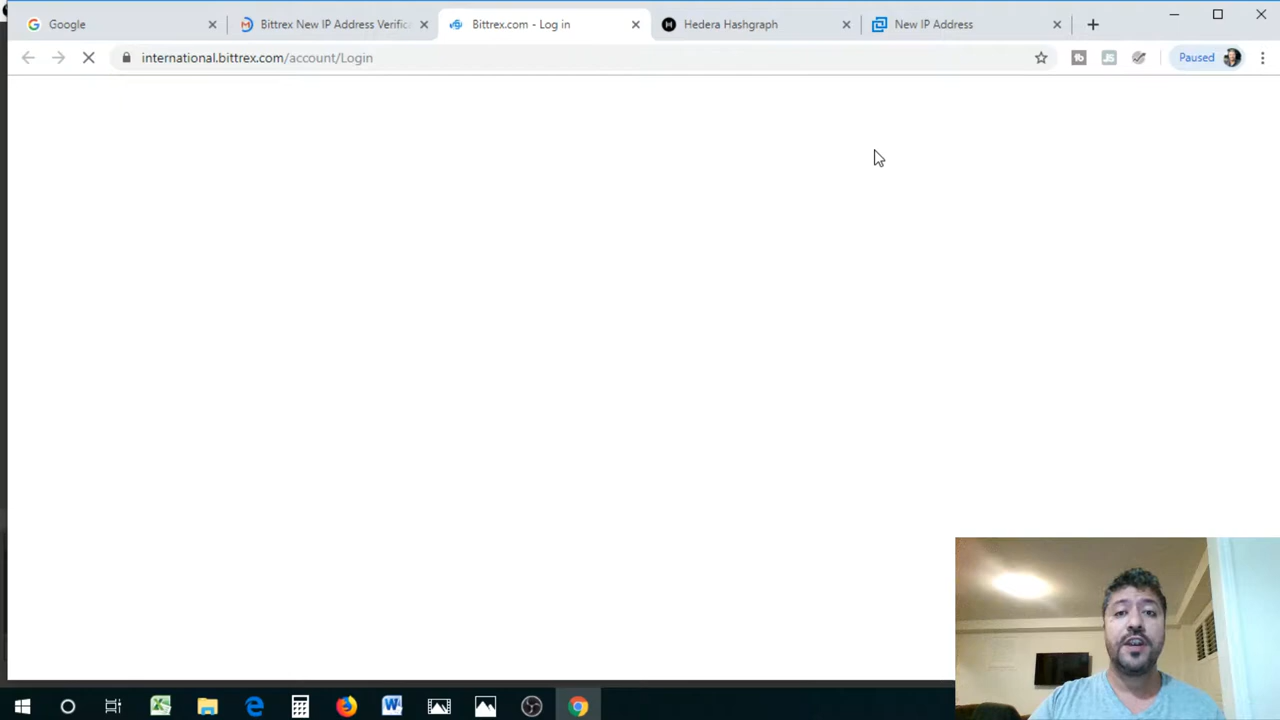 Google
Bittrex New IP Address Verific
Bittrex.com - Log in
Hedera Hashgraph
New IP Address
international.bittrex.com/account/Login
Paused